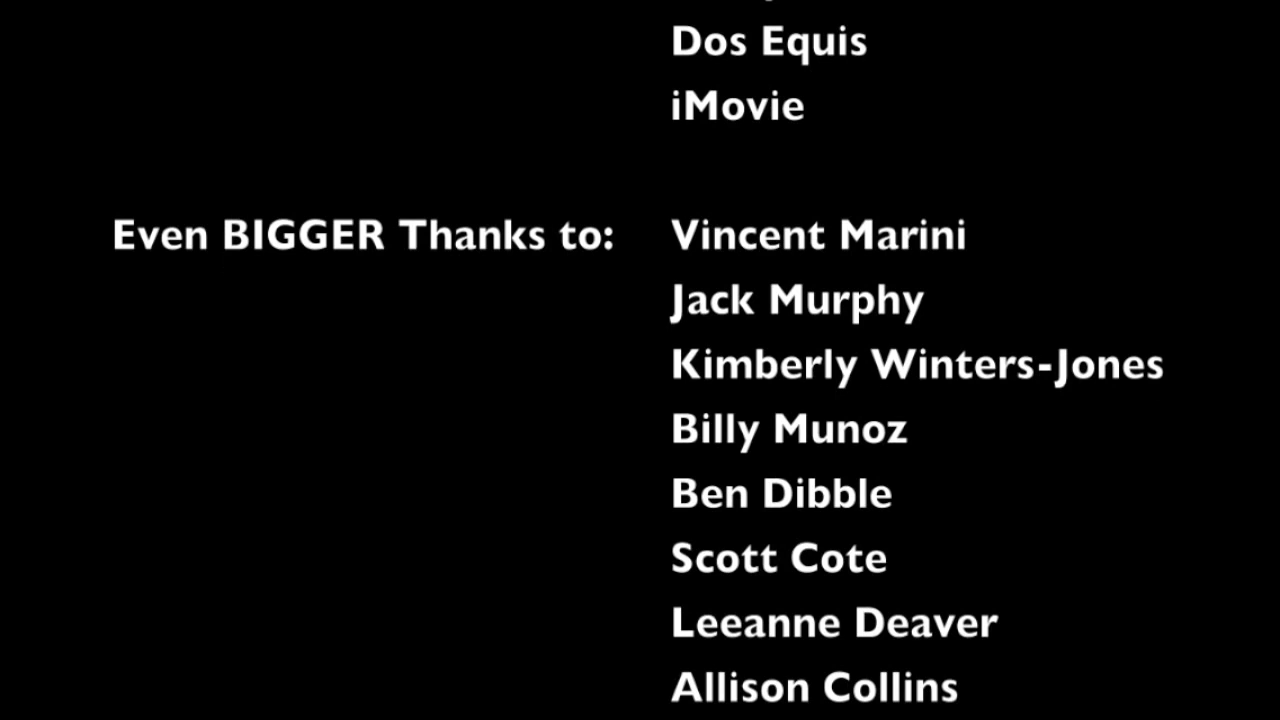 Dos Equis
iMovie
Even BIGGER Thanks to: Vincent Marini
Jack Murphy
Kimberly Winters-Jones
Billy Munoz
Ben Dibble
Scott Cote
Leeanne Deaver
Allison Collins